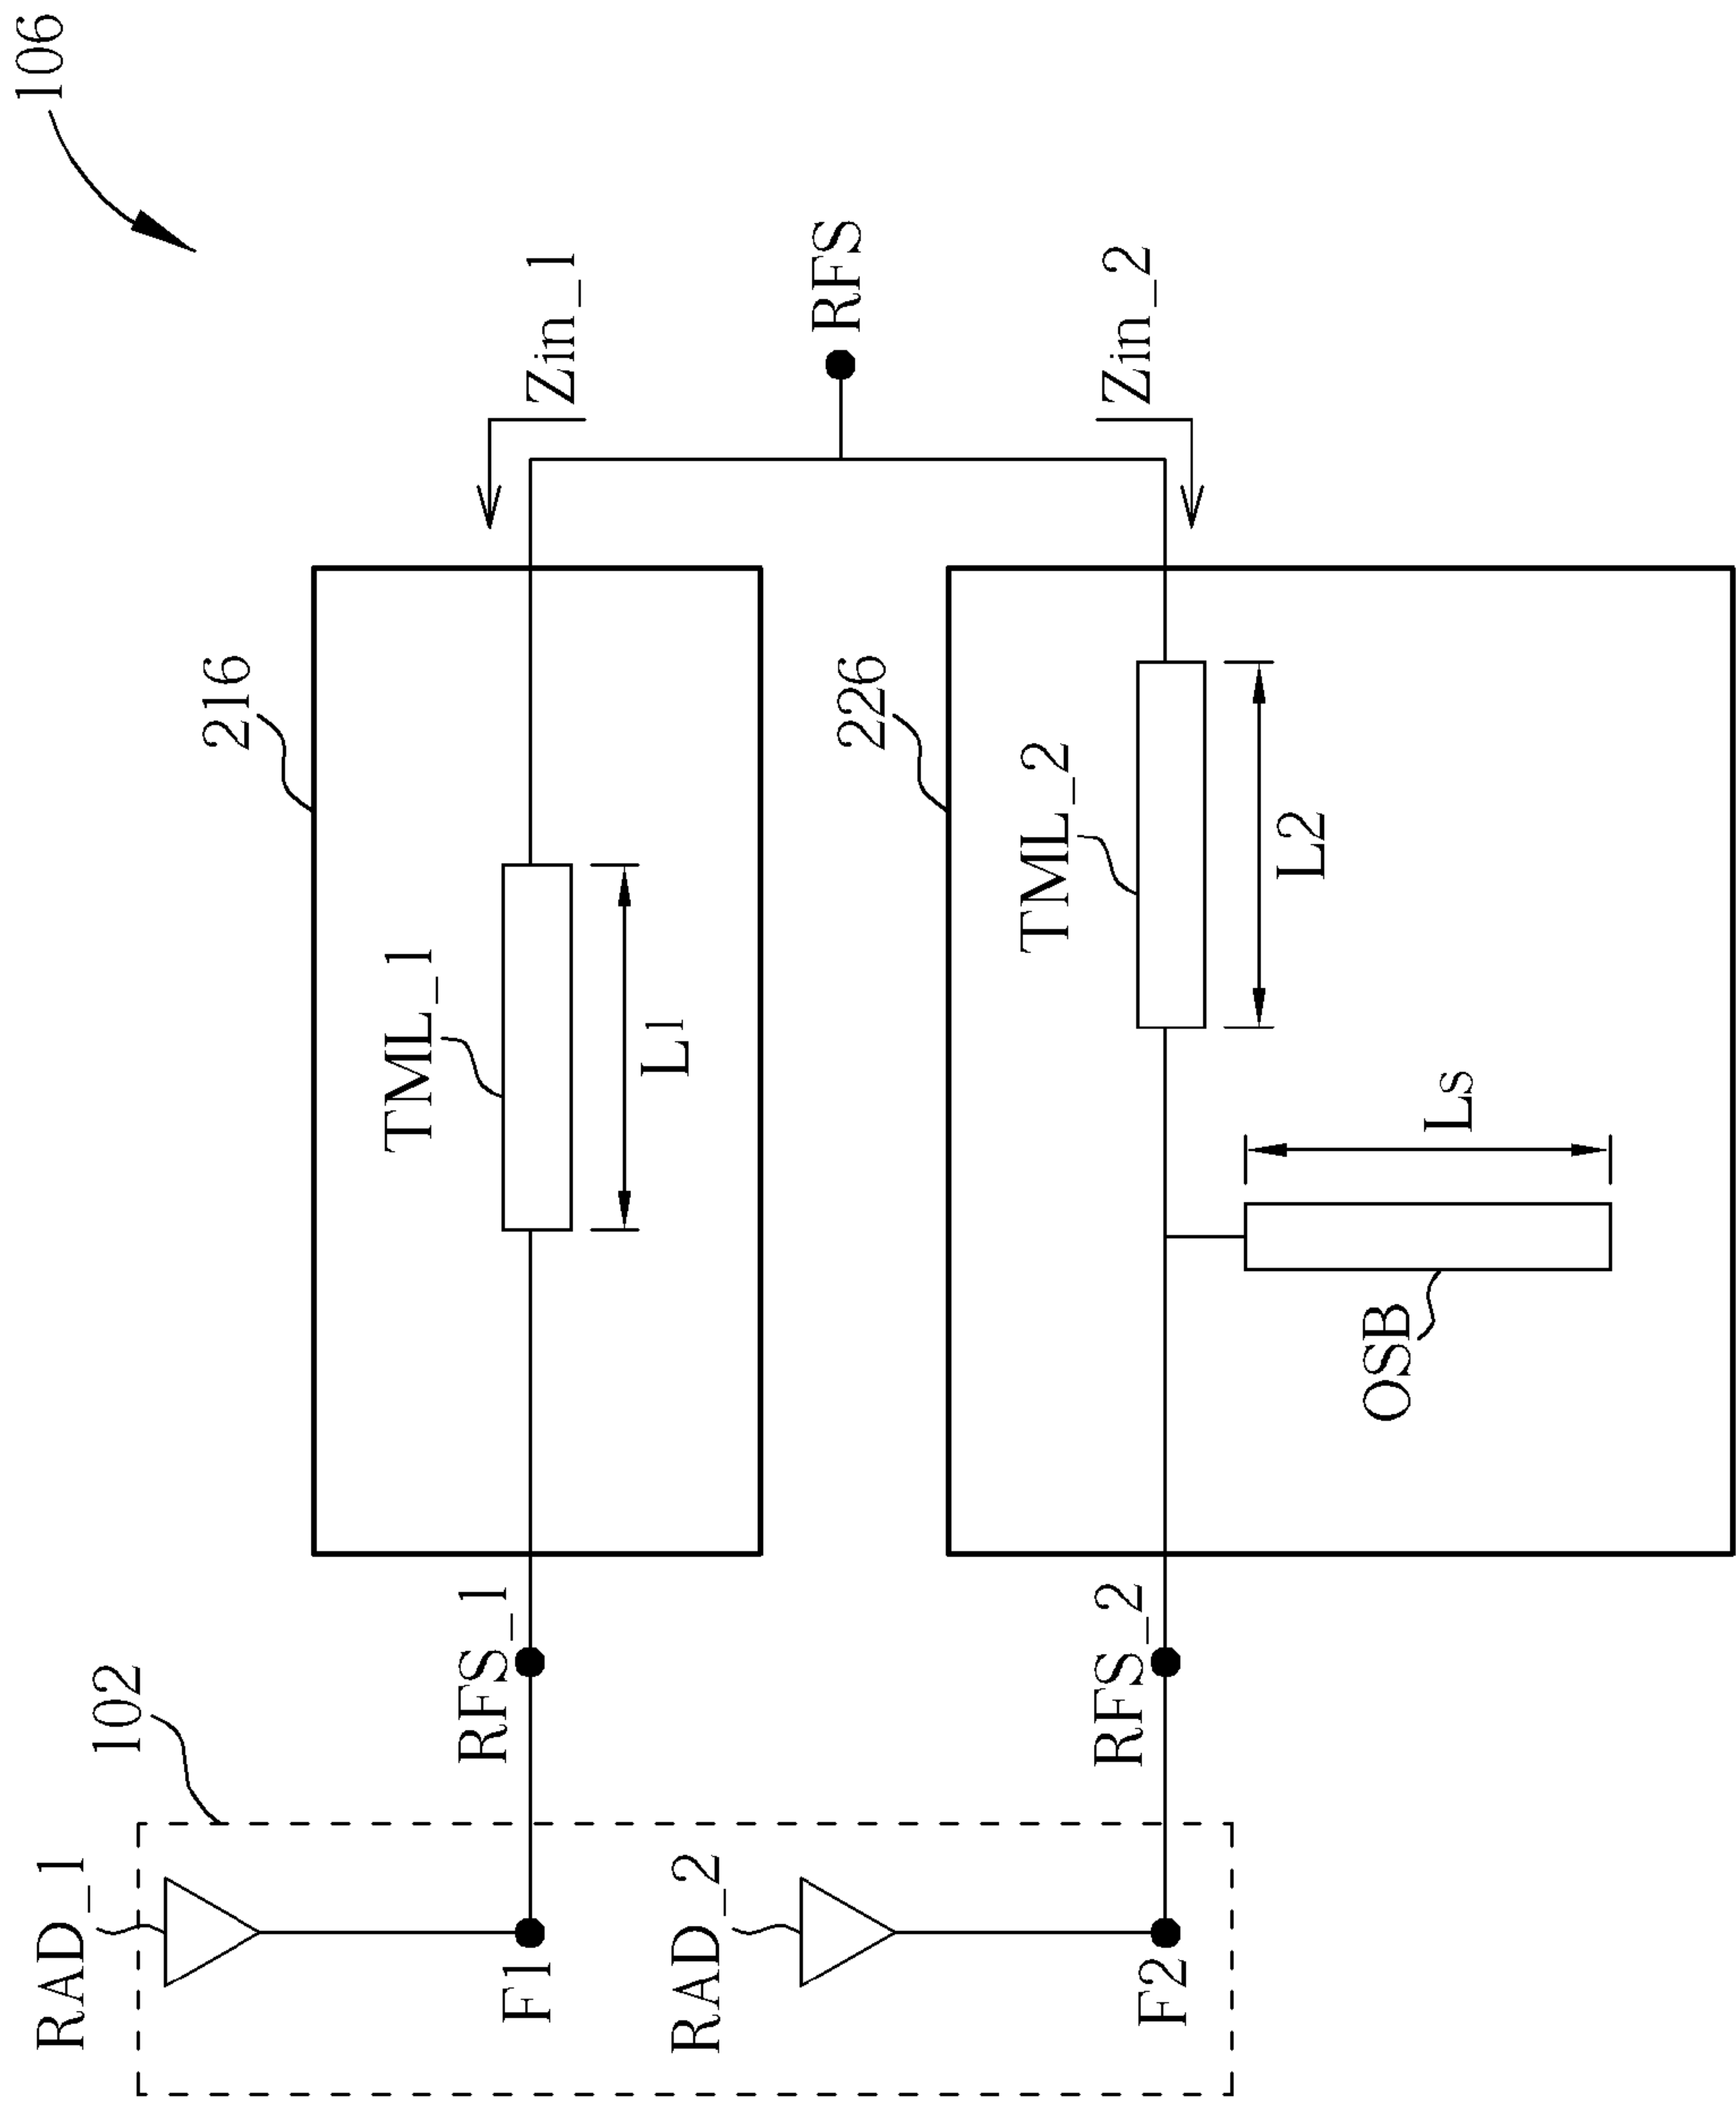 106
RAD_1
102
RFS_1
F1
216
TML_1
L1
Zin_1
RFS
RAD_2
RFS_2
F2
226
TML_2
L2
Zin_2
OSB
Ls